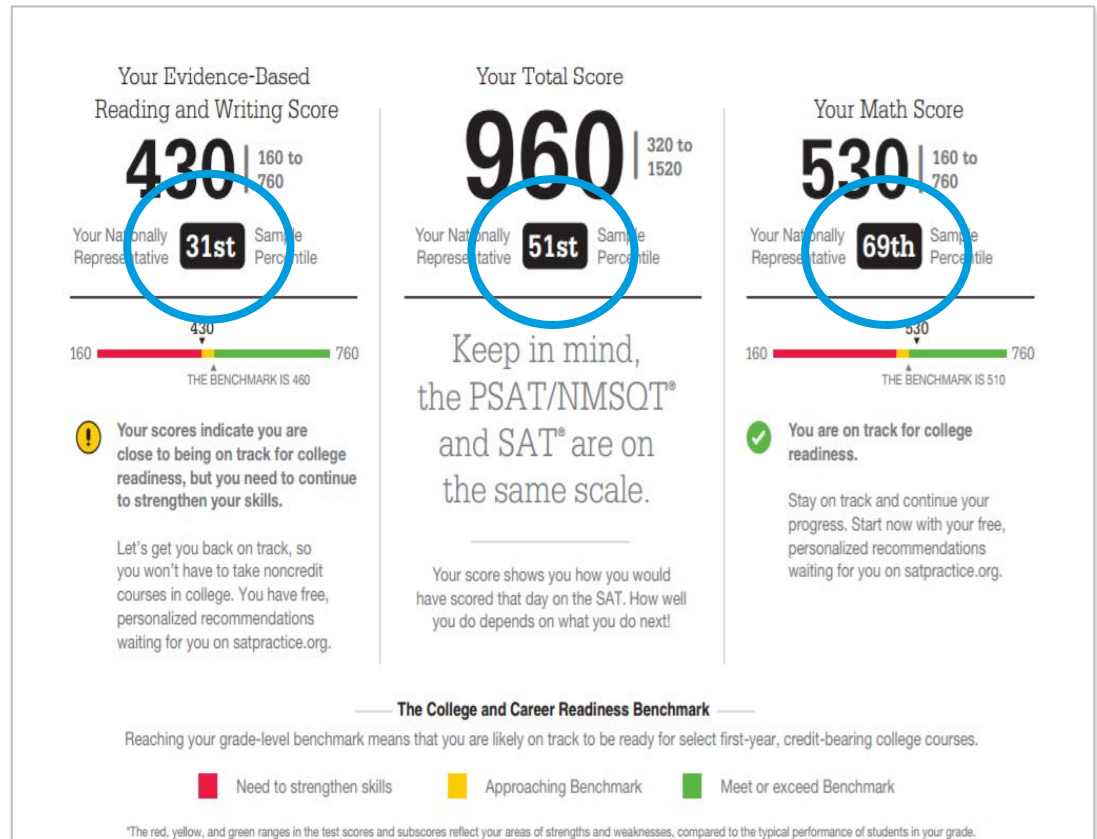 Your Evidence-Based
Reading and Writing Score
430
160 to
760
Your Nationally
Representative
31st
Sample
Percentile
430
160
760
THE BENCHMARK IS 460
!
Your scores indicate you are
close to being on track for college
readiness, but you need to continue
to strengthen your skills.
Let's get you back on track, so
you won't have to take noncredit
courses in college. You have free,
personalized recommendations
waiting for you on satpractice.org.
Your Total Score
960
320 to
1520
Your Nationally
Representative
51st
Sample
Percentile
Keep in mind,
the PSAT/NMSQT®
and SAT® are on
the same scale.
Your score shows you how you would
have scored that day on the SAT. How well
you do depends on what you do next!
Your Math Score
530
160 to
760
Your Nationally
Representative
69th
Sample
Percentile
530
160
760
THE BENCHMARK IS 510
You are on track for college
readiness.
Stay on track and continue your
progress. Start now with your free,
personalized recommendations
waiting for you on satpractice.org.
The College and Career Readiness Benchmark
Reaching your grade-level benchmark means that you are likely on track to be ready for select first-year, credit-bearing college courses.
Need to strengthen skills
Approaching Benchmark
Meet or exceed Benchmark
*The red, yellow, and green ranges in the test scores and subscores reflect your areas of strengths and weaknesses, compared to the typical performance of students in your grade.